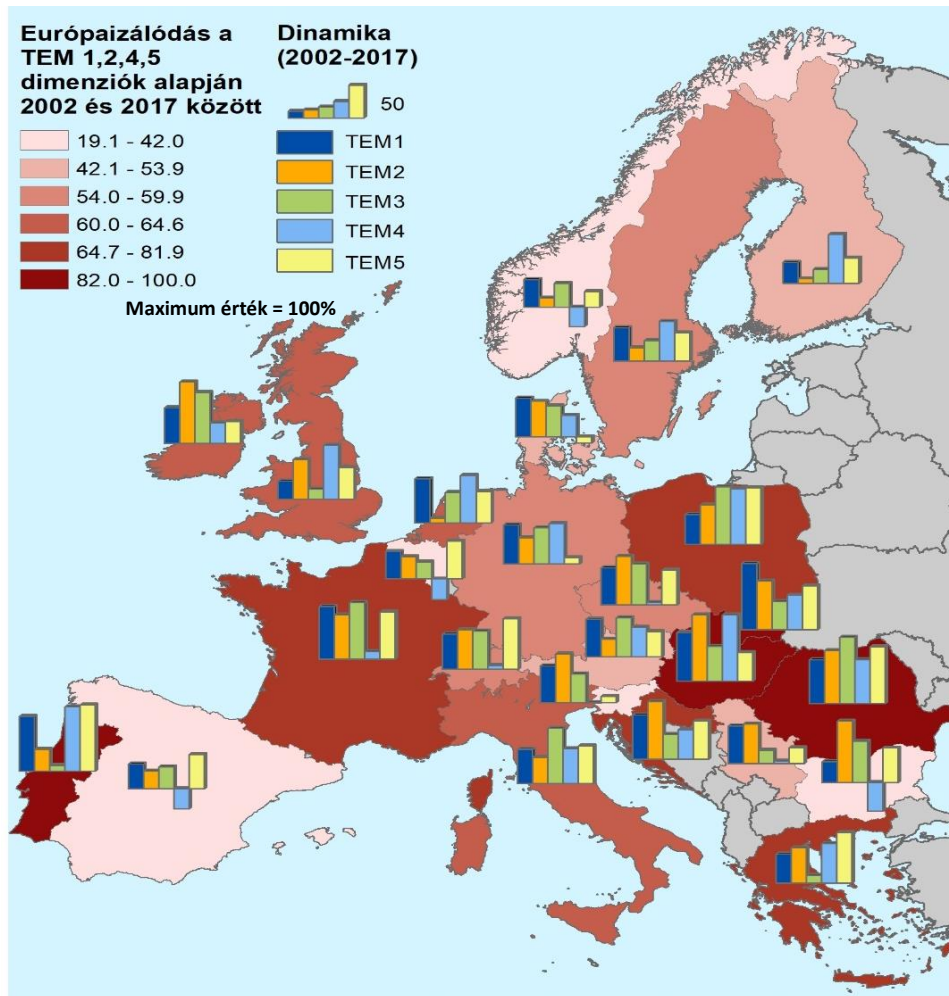 Európaizálódás a
TEM 1,2,4,5
dimenziók alapján
2002 és 2017 között
19.1 - 42.0
42.1 - 53.9
54.0 - 59.9
60.0 - 64.6
64.7 - 81.9
82.0 - 100.0
Maximum érték = 100%
Dinamika
(2002-2017)
50
TEM1
TEM2
TEM3
TEM4
TEM5